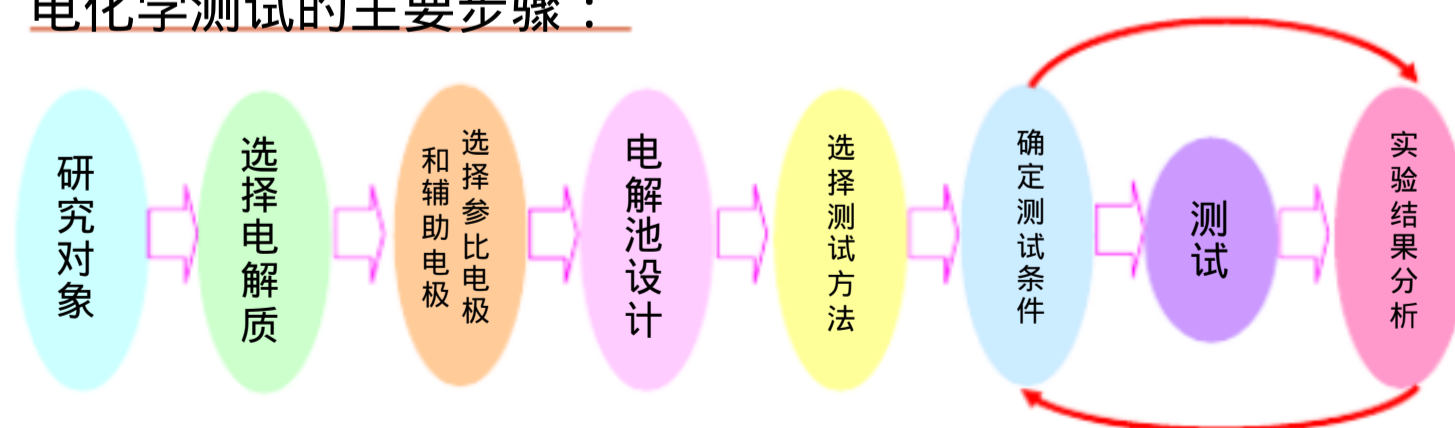 电化学测试的主要步骤：
研究对象
选择电解质
选择参比电极
和辅助电极
电解池设计
选择测试方法
确定测试条件
测试
实验结果分析